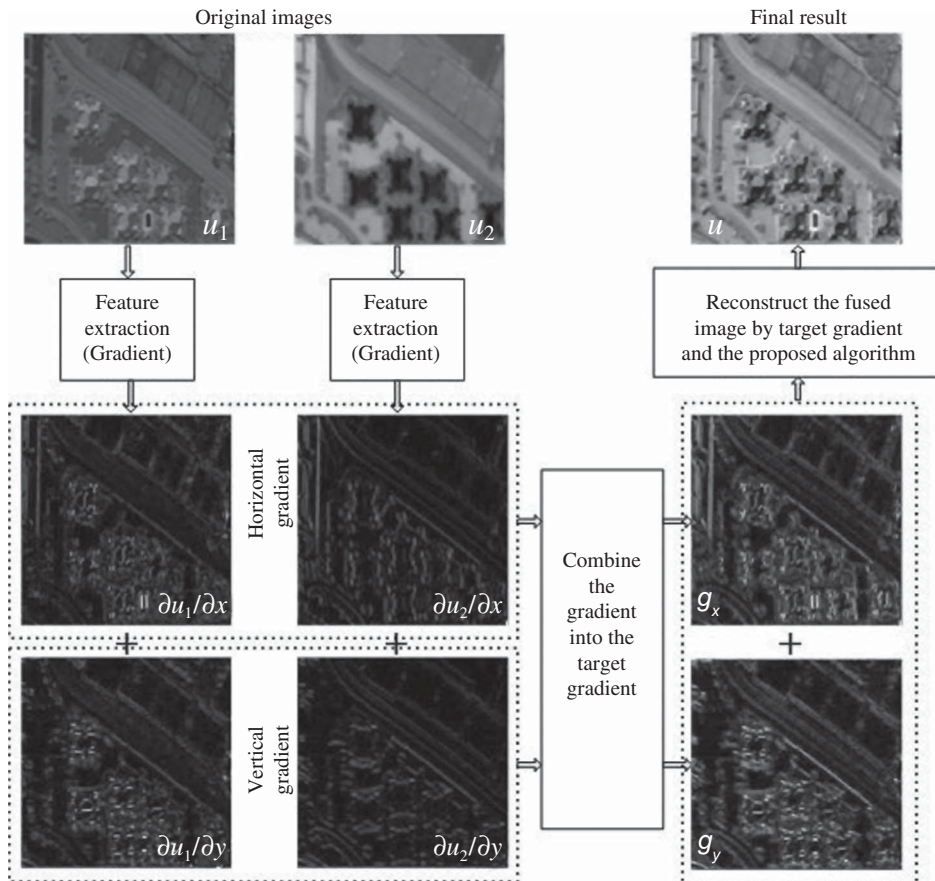 Original images
Final result
u₁
u₂
u
Feature
extraction
(Gradient)
Feature
extraction
(Gradient)
Reconstruct the fused
image by target gradient
and the proposed algorithm
Horizontal
gradient
∂u₁/∂x
∂u₂/∂x
gₓ
Combine
the
gradient
into the
target
gradient
+
+
+
Vertical
gradient
∂u₁/∂y
∂u₂/∂y
g_y